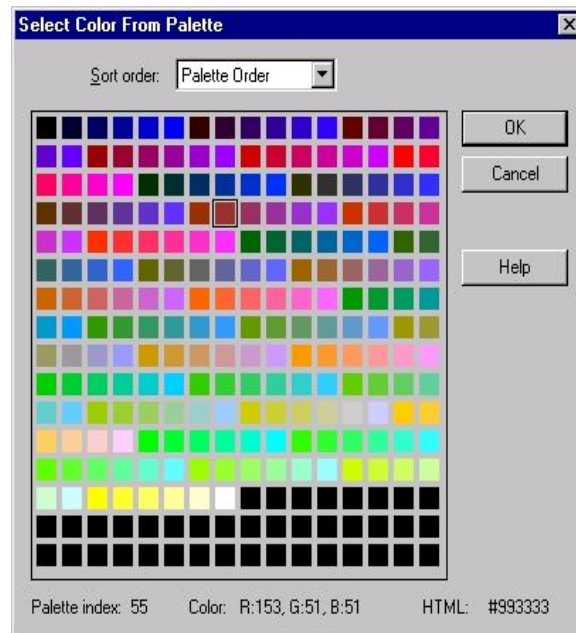 Select Color From Palette
Sort order: Palette Order
OK
Cancel
Help
Palette index: 55 Color: R:153, G:51, B:51 HTML: #993333